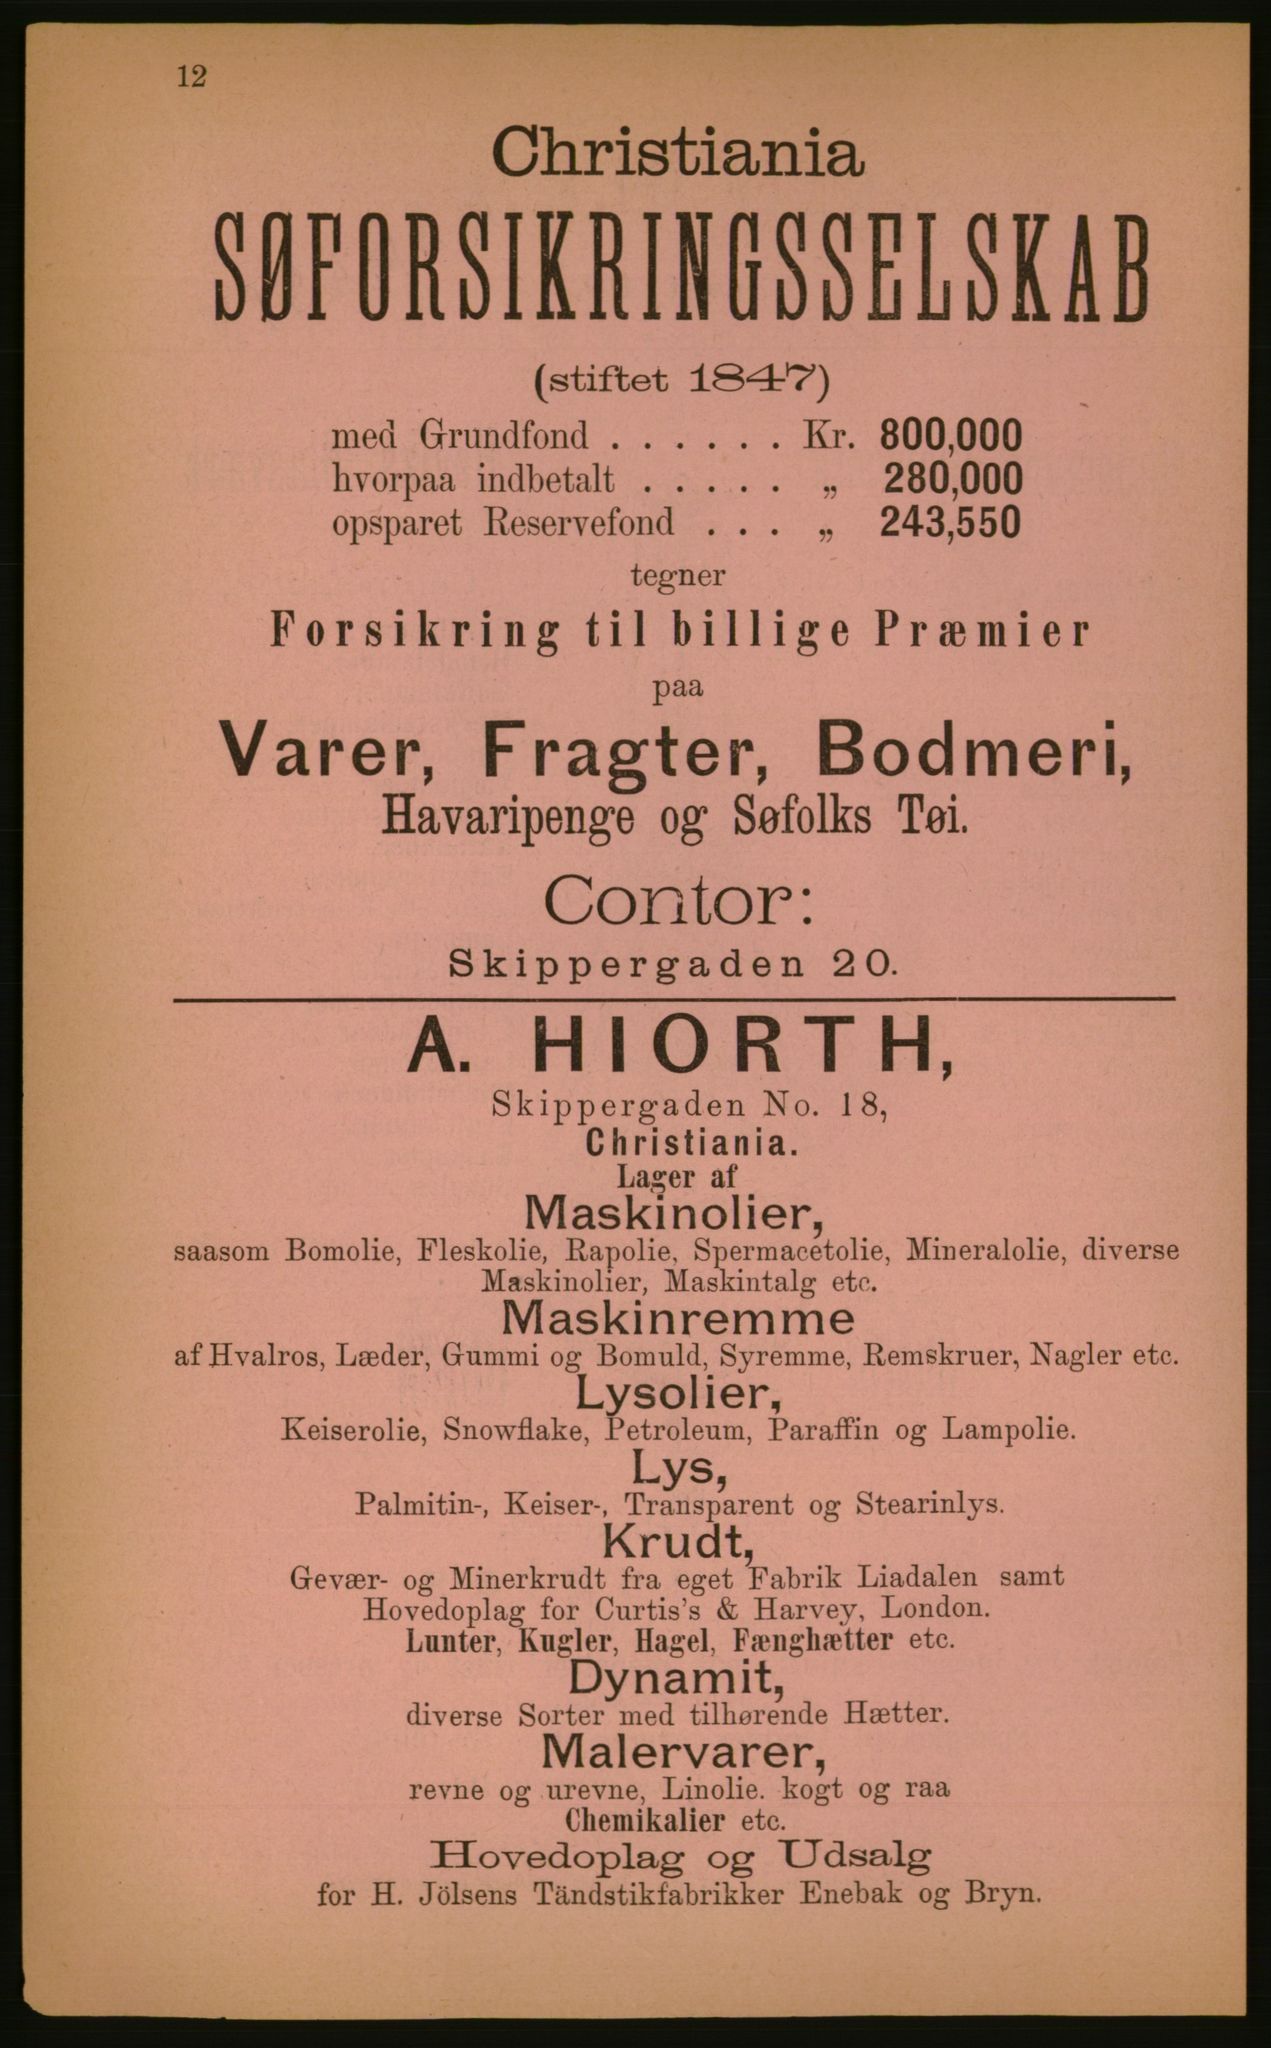 12
Christiania
SØFORSIKRINGSSELSKAB
(stiftet 1847)
med Grundfond . . . . . . Kr. 800,000
hvorpaa indbetalt . . . . . „ 280,000
opsparet Reservefond . . . „ 243,550
tegner
Forsikring til billige Præmier
paa
Varer, Fragter, Bodmeri,
Havaripenge og Søfolks Tøi.
Contor:
Skippergaden 20.
A. HIORTH,
Skippergaden No. 18,
Christiania.
Lager af
Maskinolier,
saasom Bomolie, Fleskolie, Rapolie, Spermacetolie, Mineralolie, diverse
Maskinolier, Maskintalg etc.
Maskinremme
af Hvalros, Læder, Gummi og Bomuld, Syremme, Remskruer, Nagler etc.
Lysolier,
Keiserolie, Snowflake, Petroleum, Paraffin og Lampolie.
Lys,
Palmitin-, Keiser-, Transparent og Stearinlys.
Krudt,
Gevær- og Minerkrudt fra eget Fabrik Liadalen samt
Hovedoplag for Curtis's & Harvey, London.
Lunter, Kugler, Hagel, Fænghætter etc.
Dynamit,
diverse Sorter med tilhørende Hætter.
Malervarer,
revne og urevne, Linolie. kogt og raa
Chemikalier etc.
Hovedoplag og Udsalg
for H. Jölsens Tändstikfabrikker Enebak og Bryn.